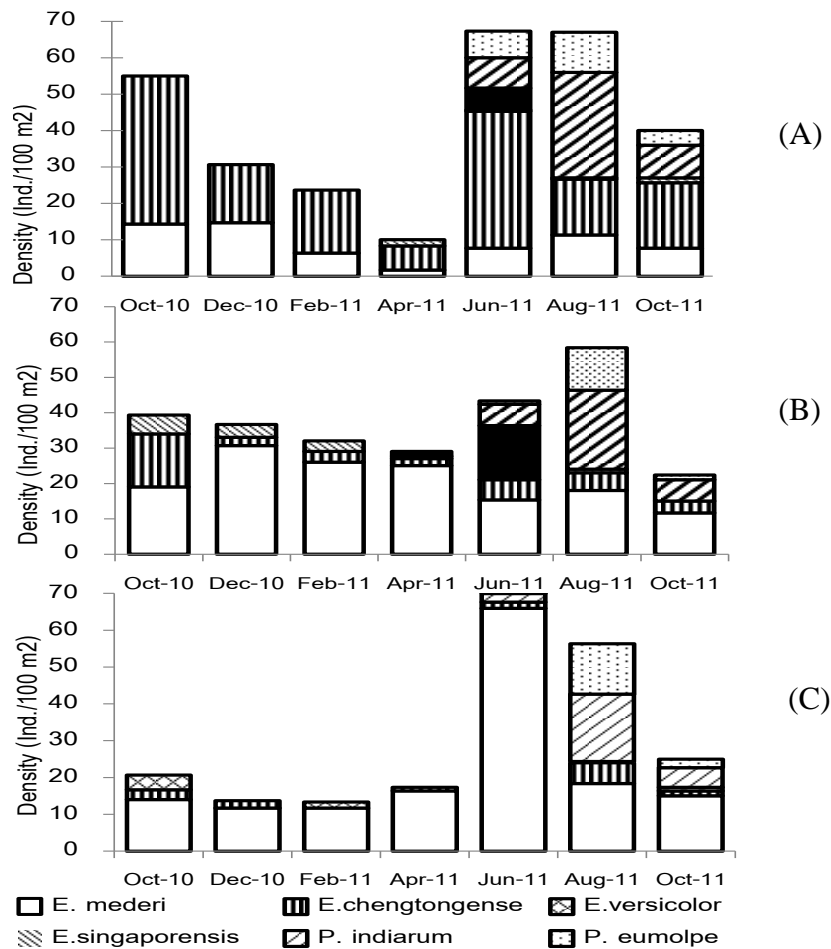 70
60
50
40
30
20
10
0
Density (Ind./100 m2)
(A)
Oct-10 Dec-10 Feb-11 Apr-11 Jun-11 Aug-11 Oct-11
70
60
50
40
30
20
10
0
Density (Ind./100 m2)
(B)
Oct-10 Dec-10 Feb-11 Apr-11 Jun-11 Aug-11 Oct-11
70
60
50
40
30
20
10
0
Density (Ind./100 m2)
(C)
Oct-10 Dec-10 Feb-11 Apr-11 Jun-11 Aug-11 Oct-11
E. mederi E.chengtongense E.versicolor
E.singaporensis P. indiarum P. eumolpe